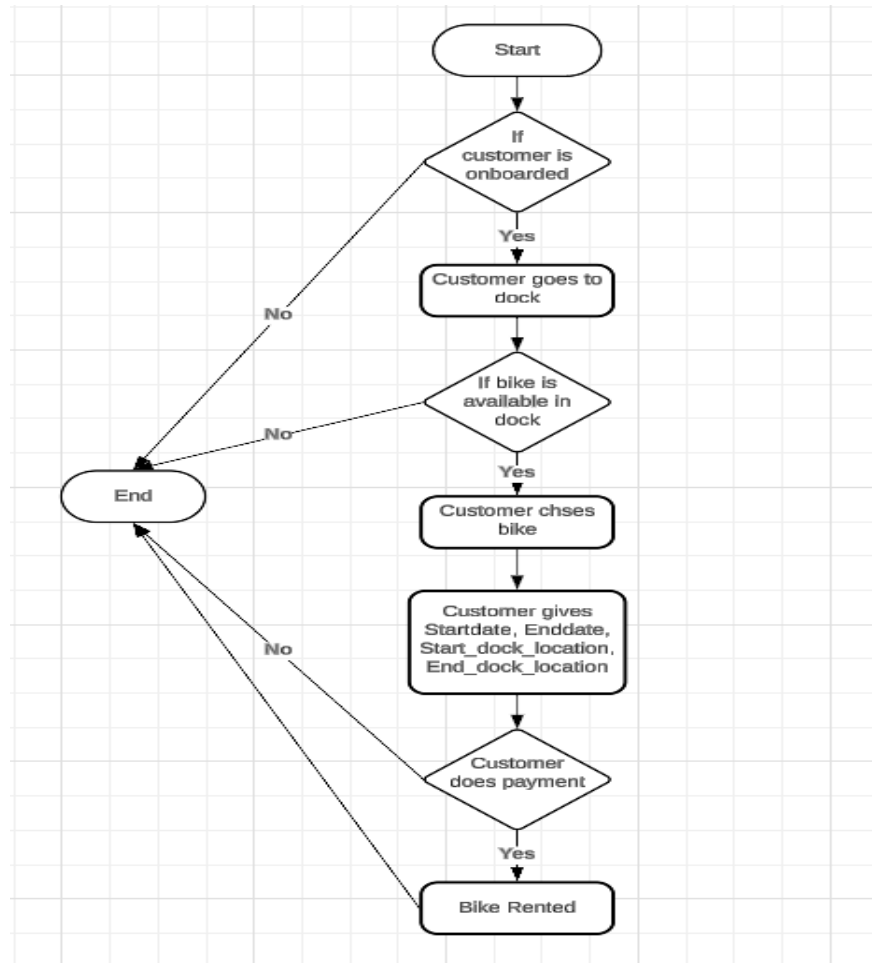 Start
If
customer is
onboarded
Yes
Customer goes to
dock
No
If bike is
available in
dock
No
Yes
End
Customer chses
bike
Customer gives
Startdate, Enddate,
Start_dock_location,
End_dock_location
No
Customer
does payment
Yes
Bike Rented